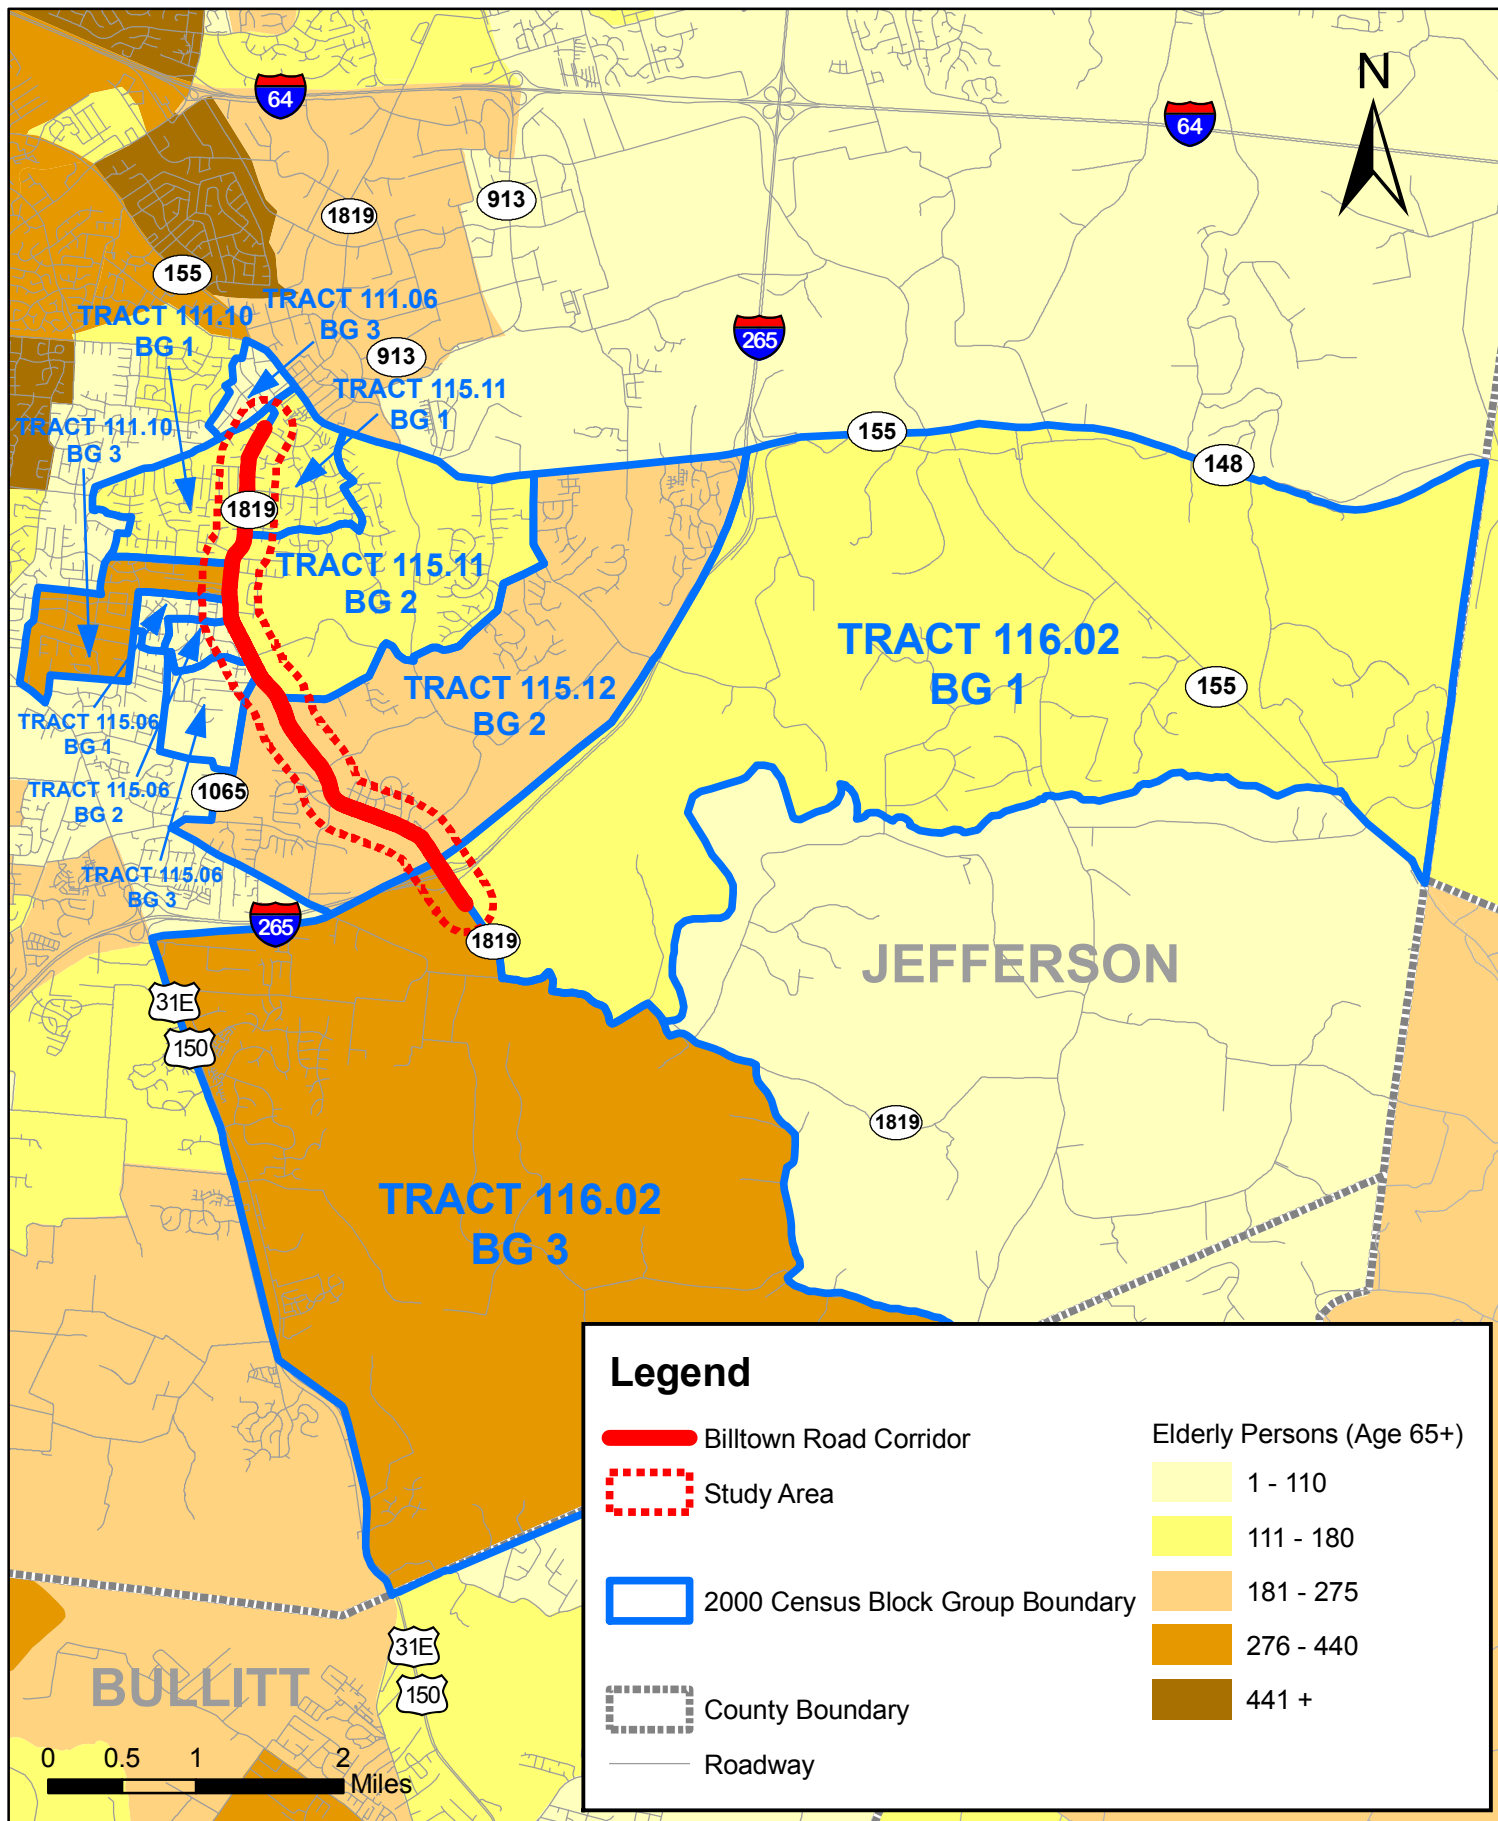 N
64
64
1819
913
155
TRACT 111.06
BG 3
TRACT 111.10
BG 1
265
913
TRACT 115.11
BG 1
TRACT 111.10
BG 3
155
148
1819
TRACT 115.11
BG 2
TRACT 116.02
BG 1
TRACT 115.12
BG 2
155
TRACT 115.06
BG 1
TRACT 115.06
BG 2
1065
TRACT 115.06
BG 3
265
1819
JEFFERSON
31E
150
1819
TRACT 116.02
BG 3
Legend
Billtown Road Corridor
Study Area
2000 Census Block Group Boundary
County Boundary
Roadway
Elderly Persons (Age 65+)
1 - 110
111 - 180
181 - 275
276 - 440
441 +
31E
150
BULLITT
0 0.5 1 2
Miles